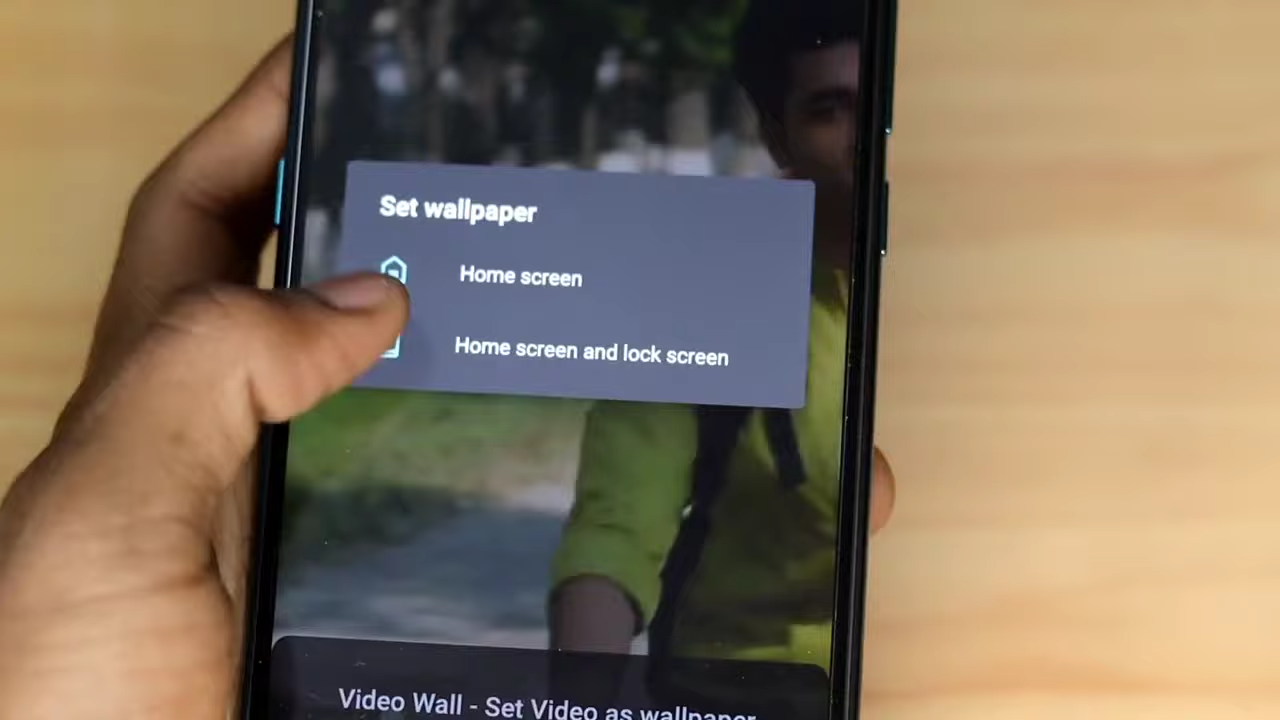 Set wallpaper
Home screen
Home screen and lock screen
Video Wall - Set Video as wallpaper